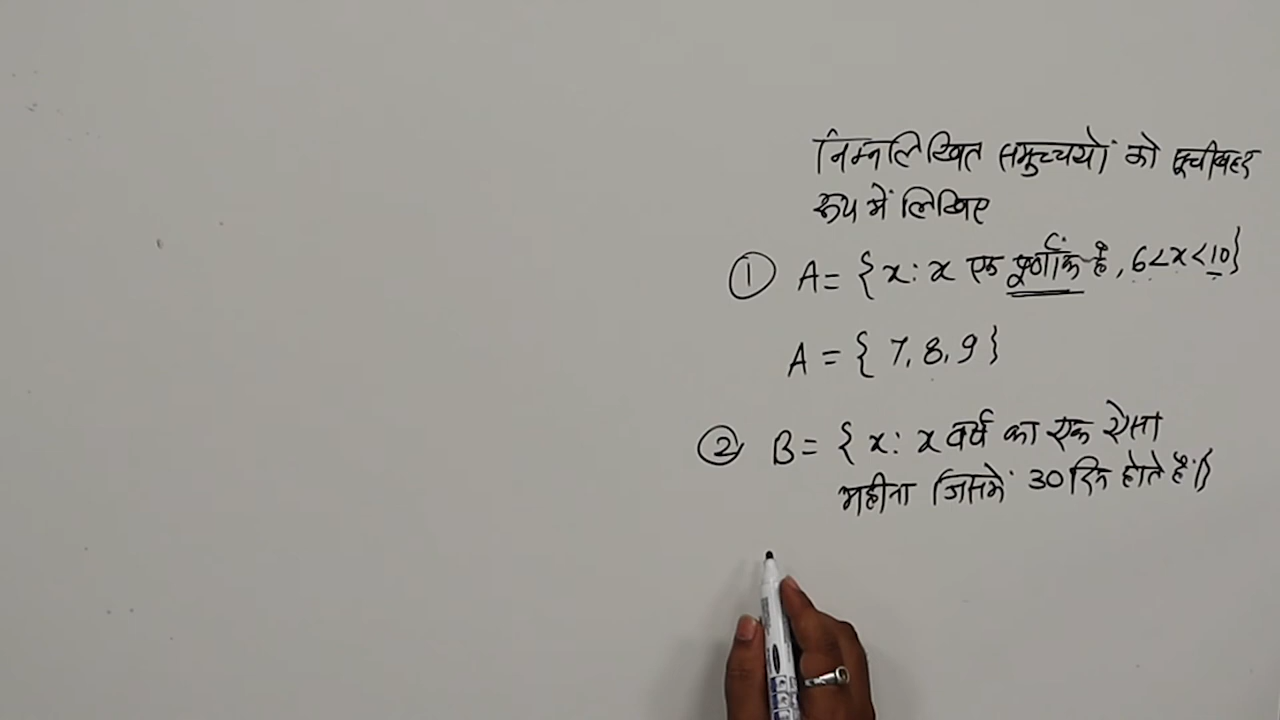 निम्नलिखित समुच्चयों को सूचीबद्ध
रूप में लिखिए
① A = { x : x एक पूर्णांक है , 6 < x < 10 }
A = { 7, 8, 9 }
② B = { x : x वर्ष का एक ऐसा
महीना जिसमें 30 दिन होते हैं। }